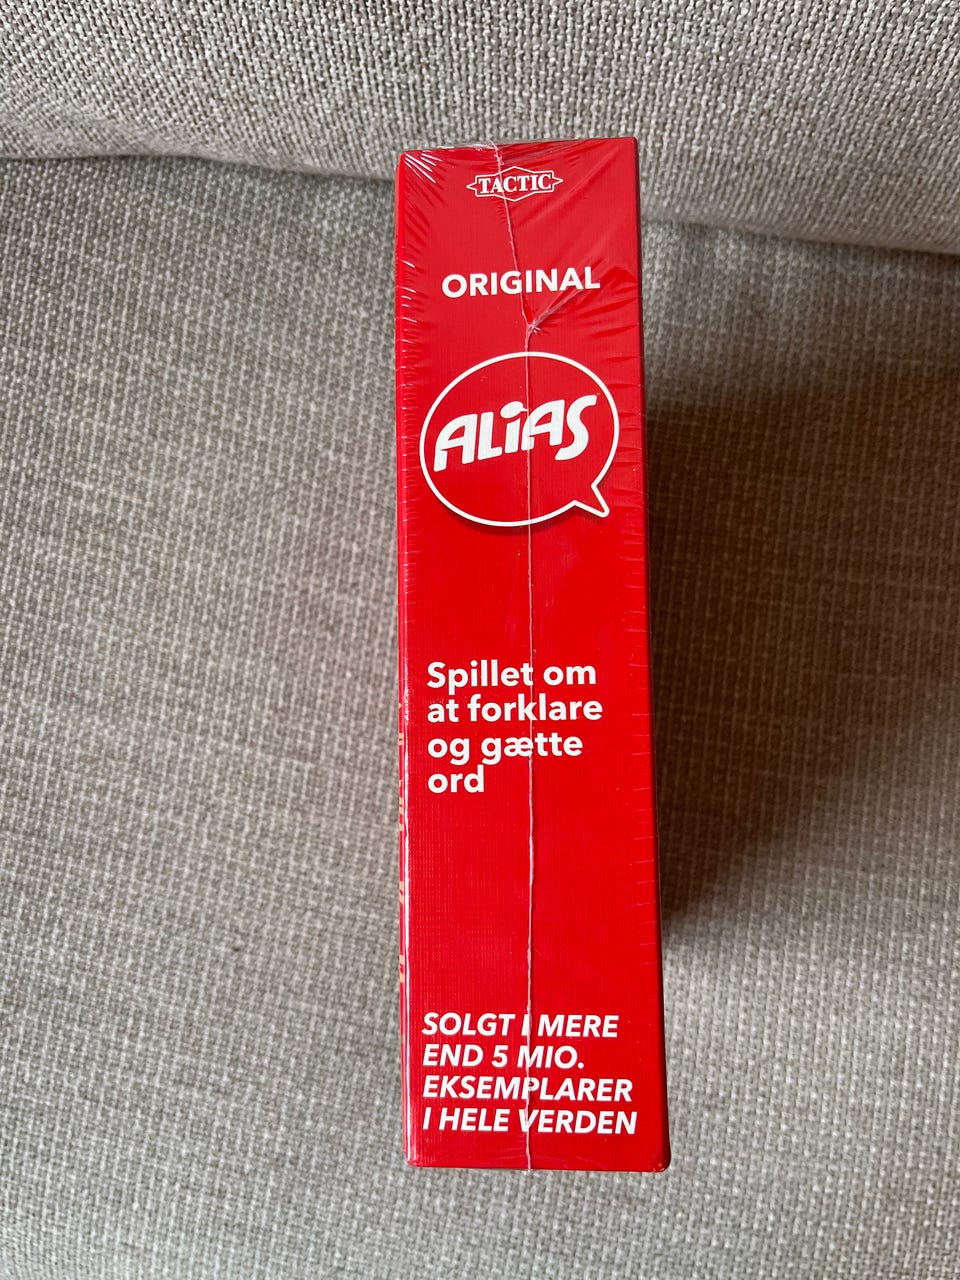 TACTIC
ORIGINAL
ALiAS
Spillet om
at forklare
og gætte
ord
SOLGT I MERE
END 5 MIO.
EKSEMPLARER
I HELE VERDEN